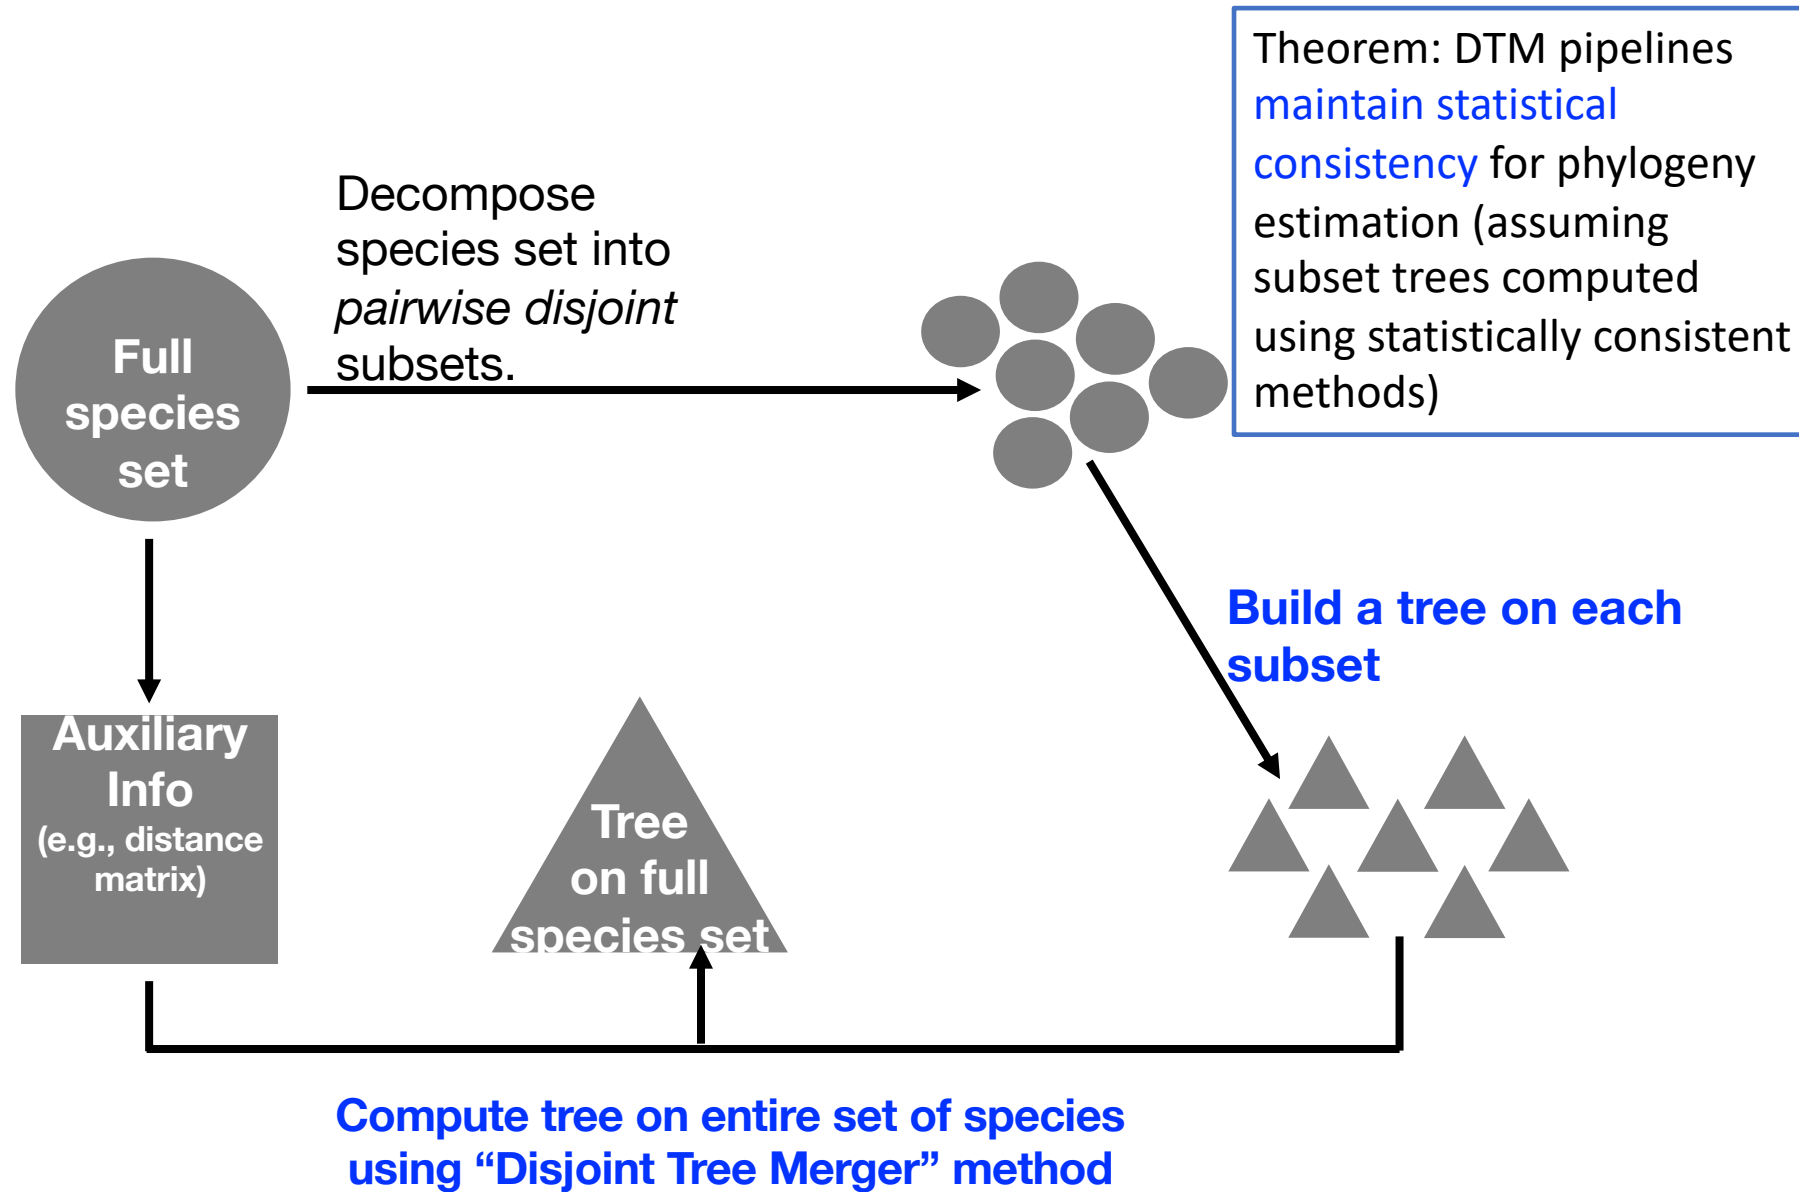 Theorem: DTM pipelines
maintain statistical
consistency for phylogeny
estimation (assuming
subset trees computed
using statistically consistent
methods)
Decompose
species set into
pairwise disjoint
subsets.
Full
species
set
Build a tree on each
subset
Auxiliary
Info
(e.g., distance
matrix)
Tree
on full
species set
Compute tree on entire set of species
using “Disjoint Tree Merger” method